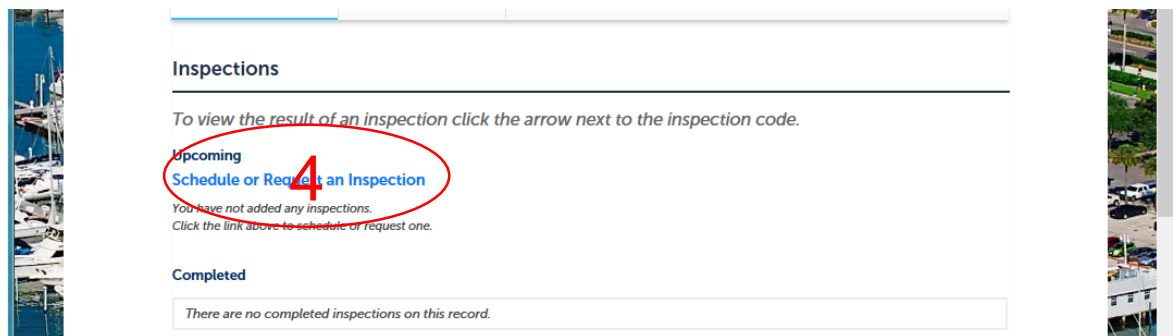 Inspections
To view the result of an inspection click the arrow next to the inspection code.
Upcoming
Schedule or Request an Inspection
4
You have not added any inspections.
Click the link above to schedule or request one.
Completed
There are no completed inspections on this record.